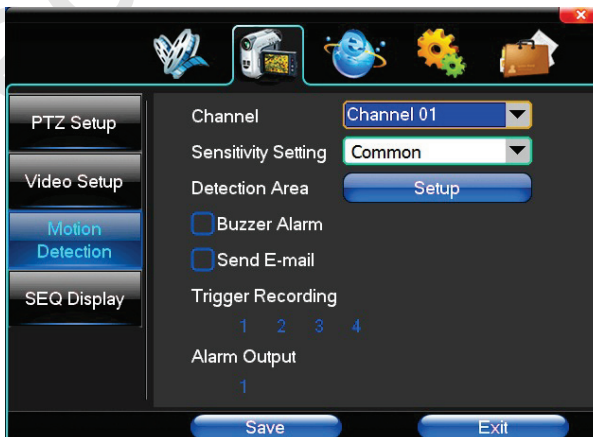 PTZ Setup
Video Setup
Motion
Detection
SEQ Display
Channel Channel 01
Sensitivity Setting Common
Detection Area Setup
Buzzer Alarm
Send E-mail
Trigger Recording
1 2 3 4
Alarm Output
1
Save Exit